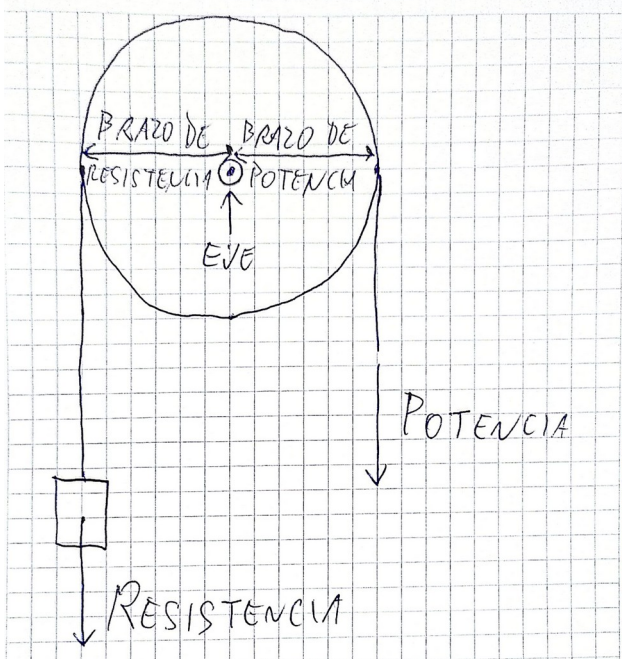 BRAZO DE
RESISTENCIA
BRAZO DE
POTENCIA
EJE
POTENCIA
RESISTENCIA